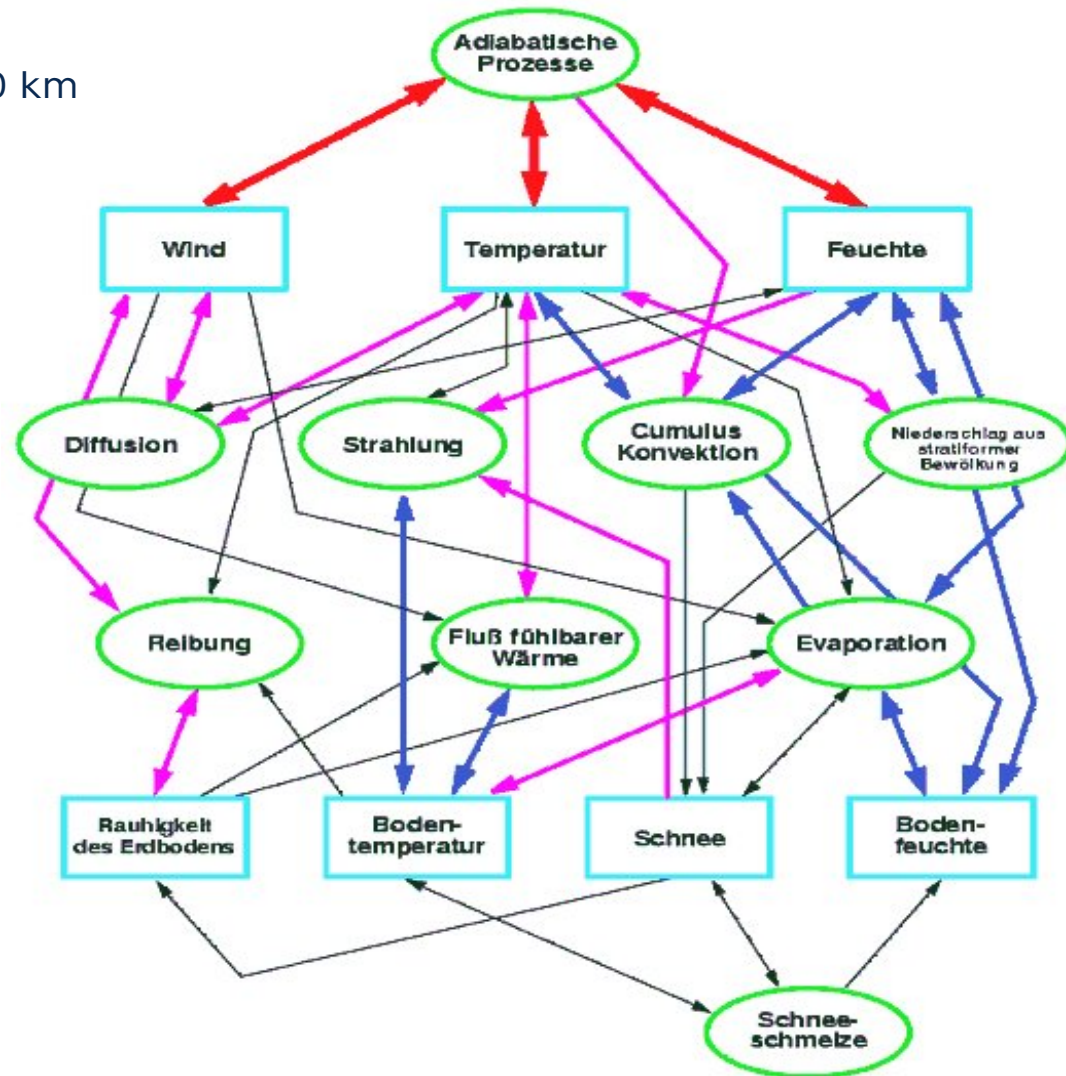 0 km
Adiabatische
Prozesse
Wind
Temperatur
Feuchte
Diffusion
Strahlung
Cumulus
Konvektion
Niederschlag aus
stratiformer
Bewölkung
Reibung
Fluß fühlbarer
Wärme
Evaporation
Rauhigkeit
des Erdbodens
Boden-
temperatur
Schnee
Boden-
feuchte
Schnee-
schmelze